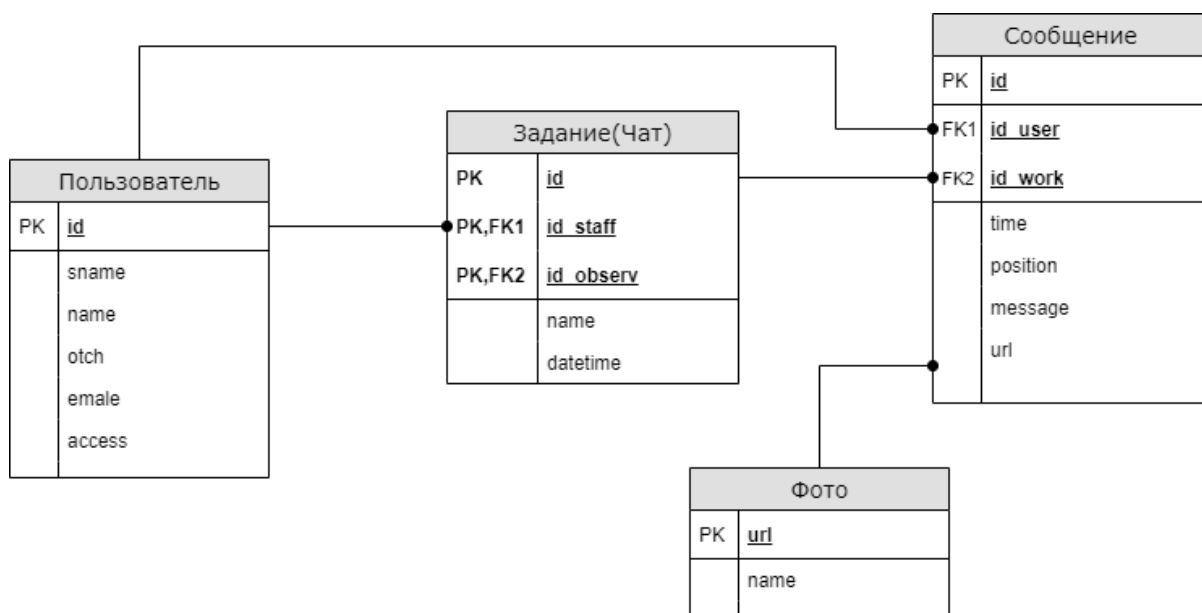 Сообщение
PK id
FK1 id_user
FK2 id_work
time
position
message
url
Задание(Чат)
PK id
PK,FK1 id_staff
PK,FK2 id_observ
name
datetime
Пользователь
PK id
sname
name
otch
emale
access
Фото
PK url
name